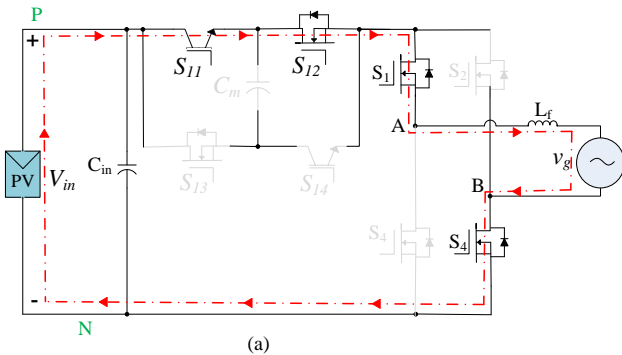 P
+
S11 S12
S1 S2
Cm
Lf
A
PV Vin Cin
vg
S13 S14
B
S4 S4
-
N
(a)